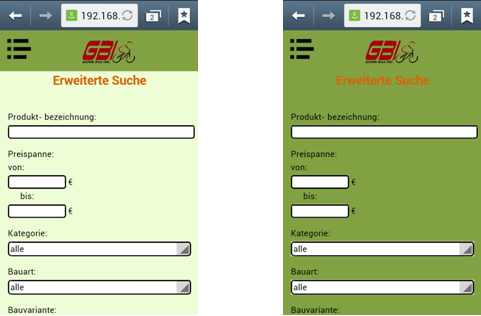 192.168.
2
GBI
Erweiterte Suche
Produkt- bezeichnung:
Preispanne:
von:
€
bis:
€
Kategorie:
alle
Bauart:
alle
Bauvariante:
192.168.
2
GBI
Erweiterte Suche
Produkt- bezeichnung:
Preispanne:
von:
€
bis:
€
Kategorie:
alle
Bauart:
alle
Bauvariante: